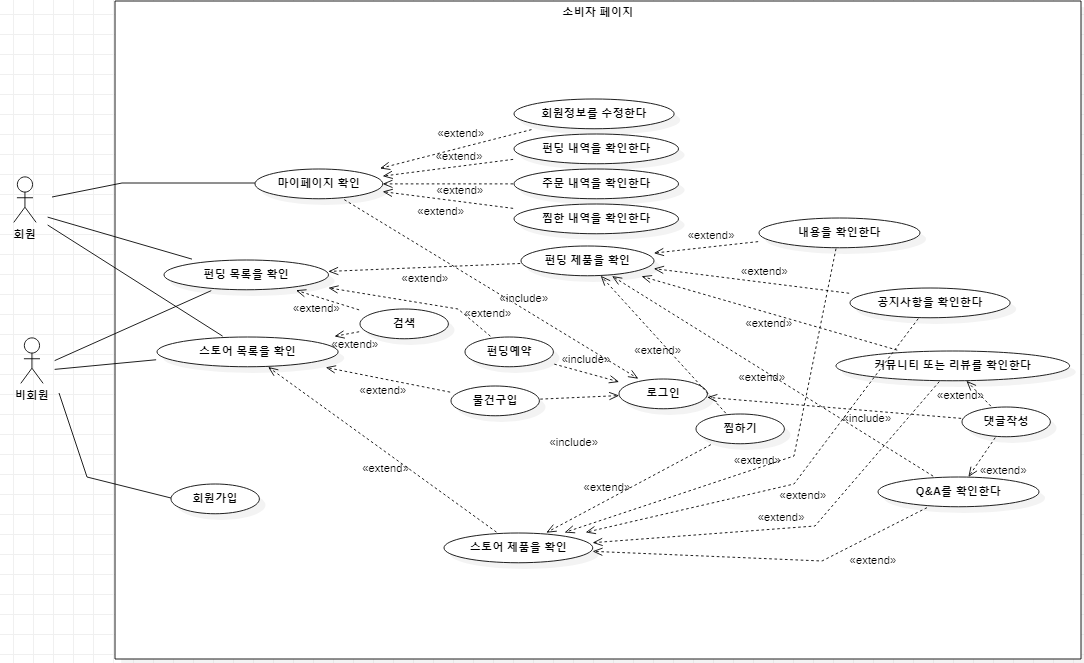 소비자 페이지
회원정보를 수정한다
«extend»
펀딩 내역을 확인한다
«extend»
마이페이지 확인
주문 내역을 확인한다
«extend»
찜한 내역을 확인한다
«extend»
회원
내용을 확인한다
«extend»
펀딩 제품을 확인
펀딩 목록을 확인
«extend»
«extend»
공지사항을 확인한다
«include»
«extend»
«extend»
검색
«extend»
«extend»
스토어 목록을 확인
펀딩예약
«extend»
«include»
커뮤니티 또는 리뷰를 확인한다
비회원
«extend»
«extend»
로그인
물건구입
«extend»
«include»
댓글작성
찜하기
«include»
«extend»
«extend»
«extend»
«extend»
Q&A를 확인한다
회원가입
«extend»
«extend»
스토어 제품을 확인
«extend»